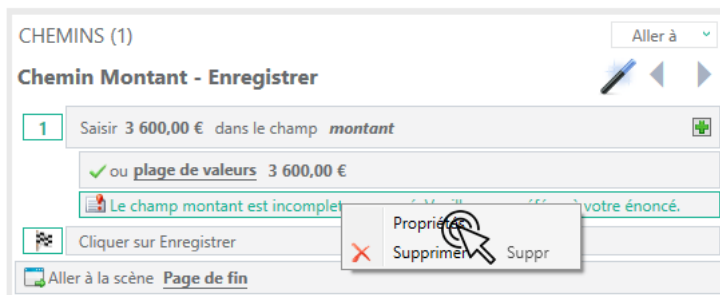 CHEMINS (1)
Aller à
Chemin Montant - Enregistrer
1 Saisir 3 600,00 € dans le champ montant
ou plage de valeurs 3 600,00 €
Le champ montant est incomplet votre énoncé.
Propriétés
Supprimer Suppr
Cliquer sur Enregistrer
Aller à la scène Page de fin